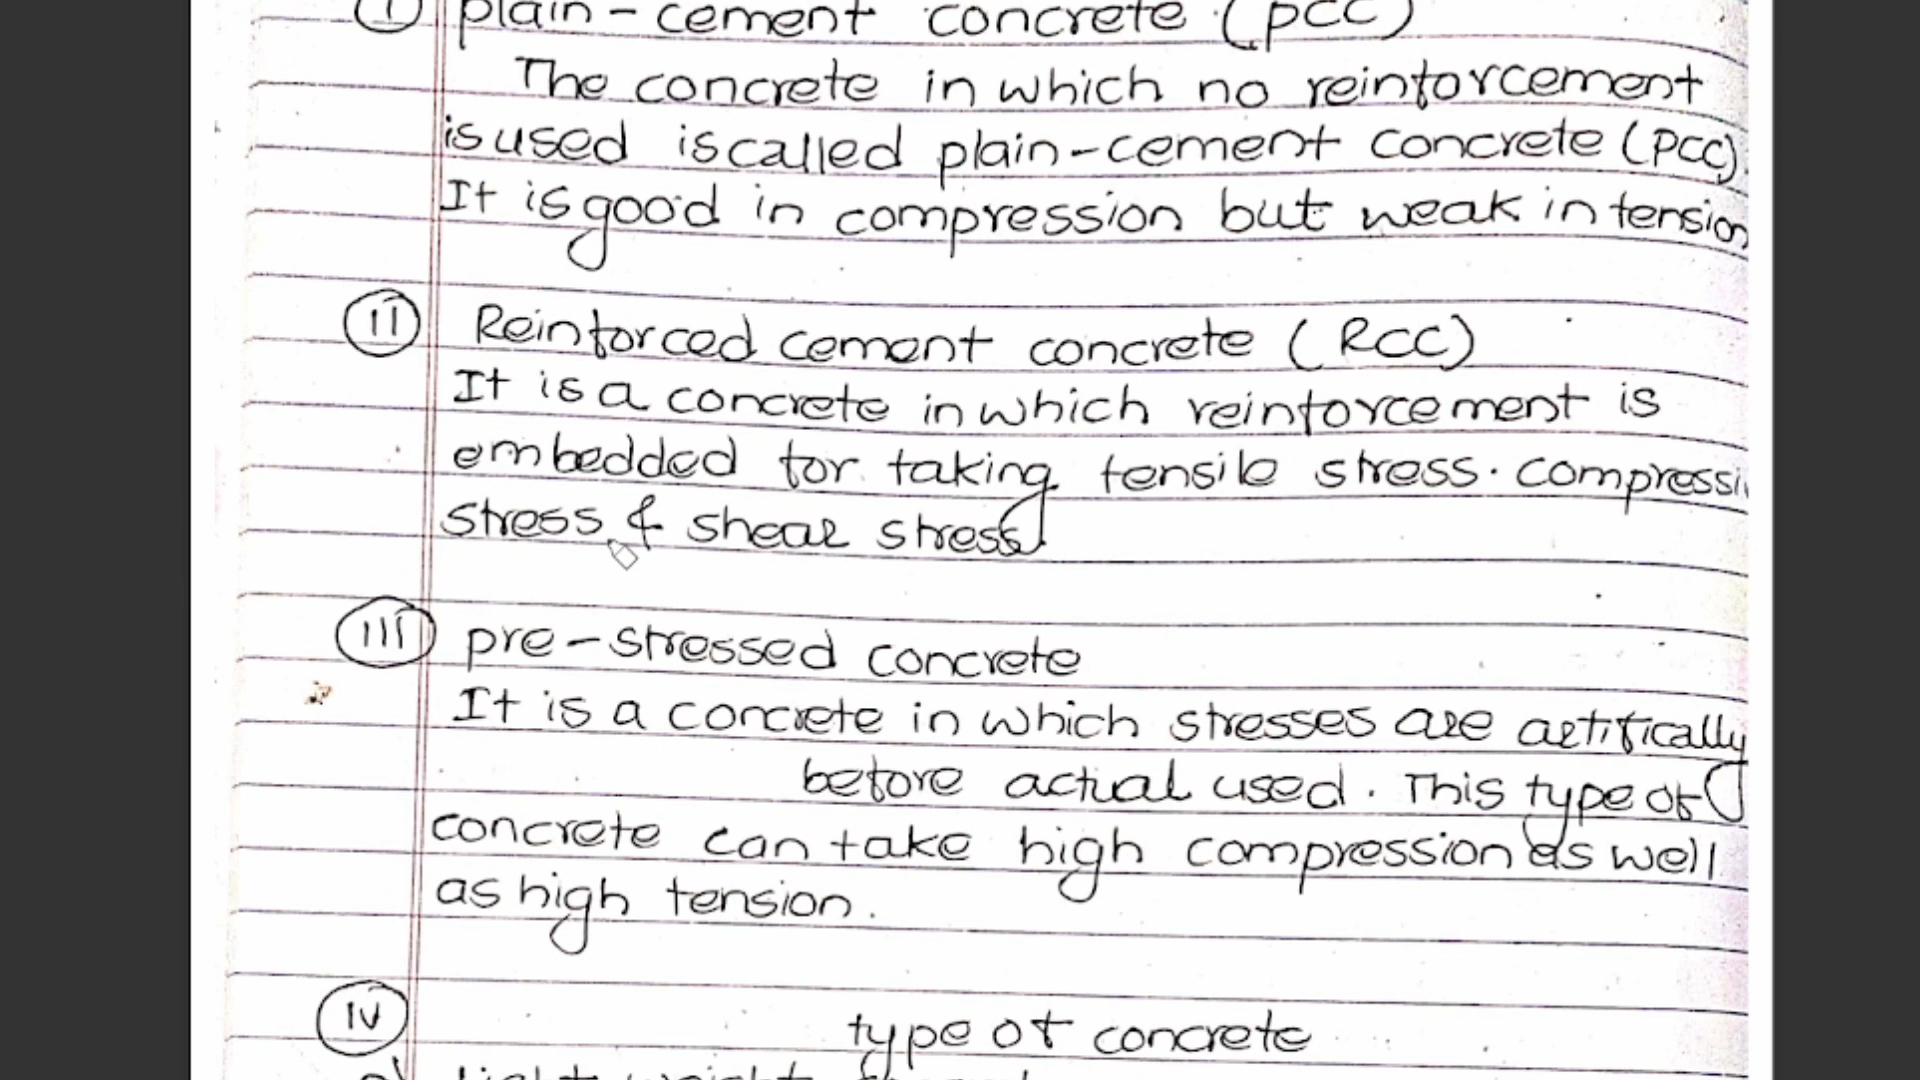 (I) plain-cement concrete (PCC)
The concrete in which no reinforcement
is used is called plain-cement concrete (PCC)
It is good in compression but weak in tension
(II) Reinforced cement concrete (RCC)
It is a concrete in which reinforcement is
embedded for taking tensile stress. compressi
stress & shear stress
(III) pre-stressed concrete
It is a concrete in which stresses are artifically
before actual used. This type of
concrete can take high compression as well
as high tension.
(IV) type of concrete